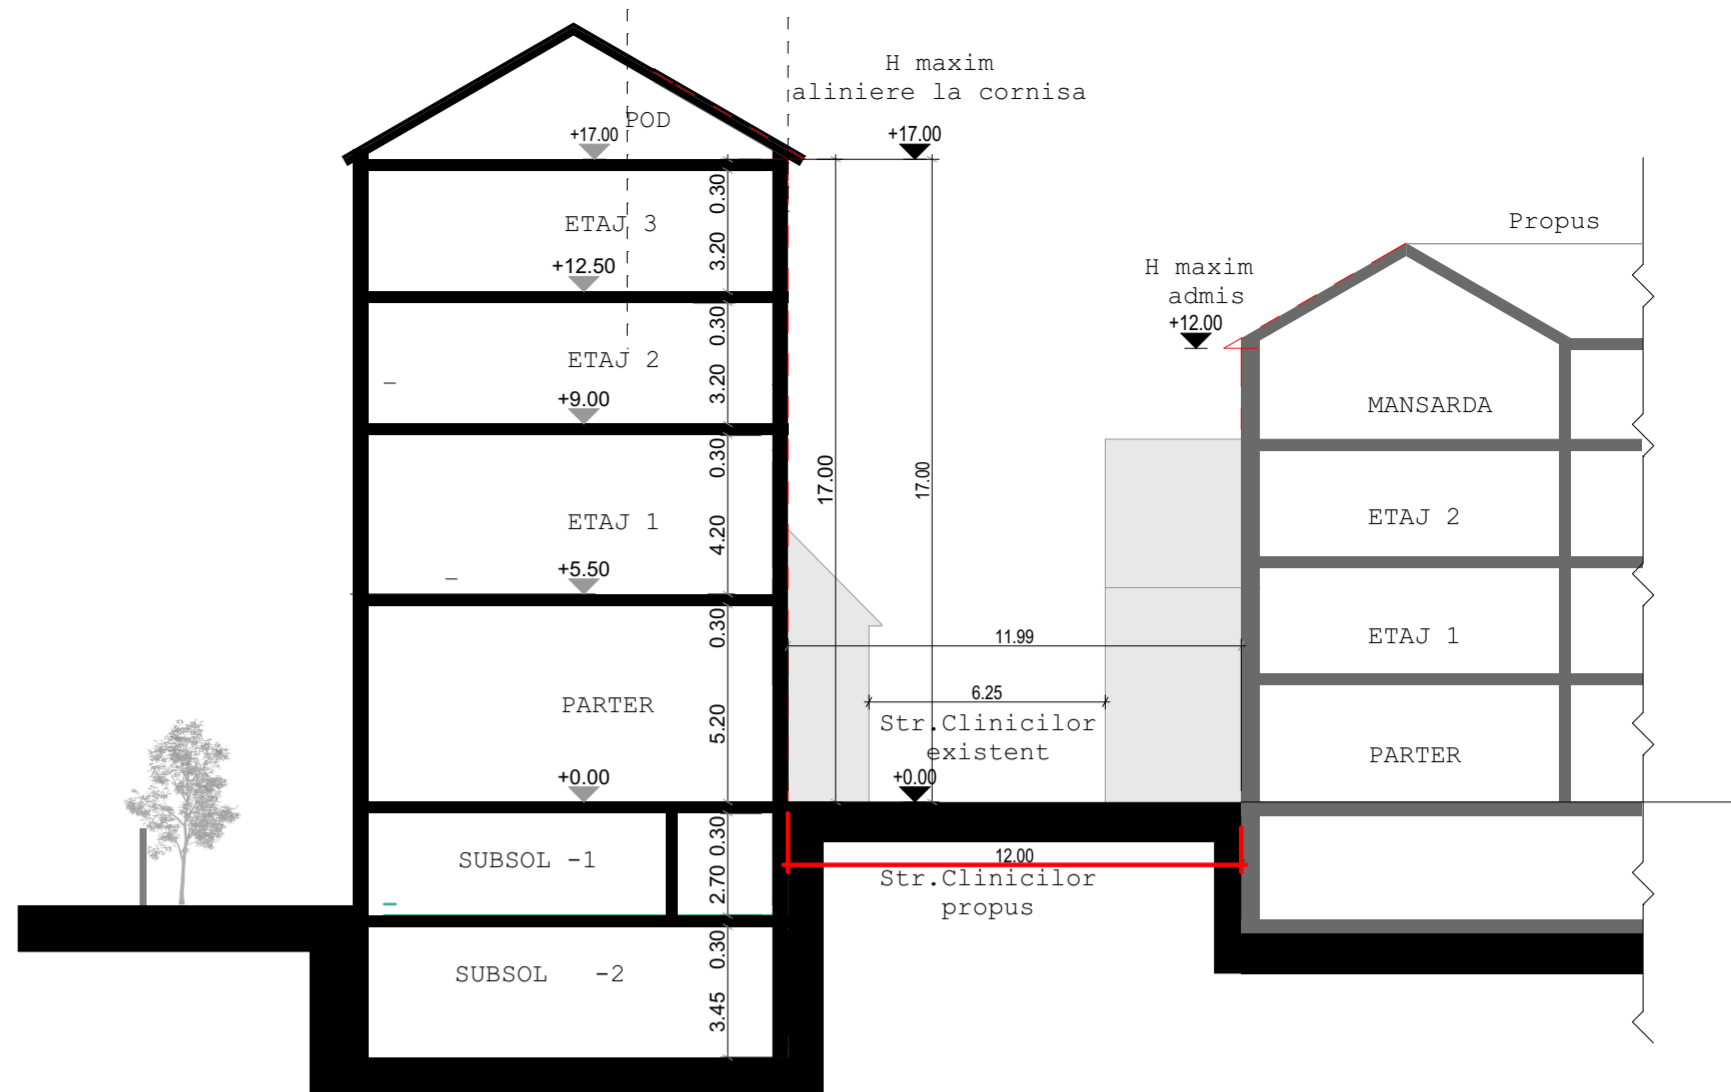 H maxim
aliniere la cornisa
+17.00
POD
+17.00
0.30
ETAJ 3
3.20
+12.50
0.30
ETAJ 2
3.20
+9.00
0.30
ETAJ 1
4.20
+5.50
0.30
PARTER
5.20
+0.00
0.30
SUBSOL -1
2.70
0.30
SUBSOL -2
3.45
17.00
17.00
11.99
6.25
Str.Clinicilor
existent
+0.00
12.00
Str.Clinicilor
propus
Propus
H maxim
admis
+12.00
MANSARDA
ETAJ 2
ETAJ 1
PARTER